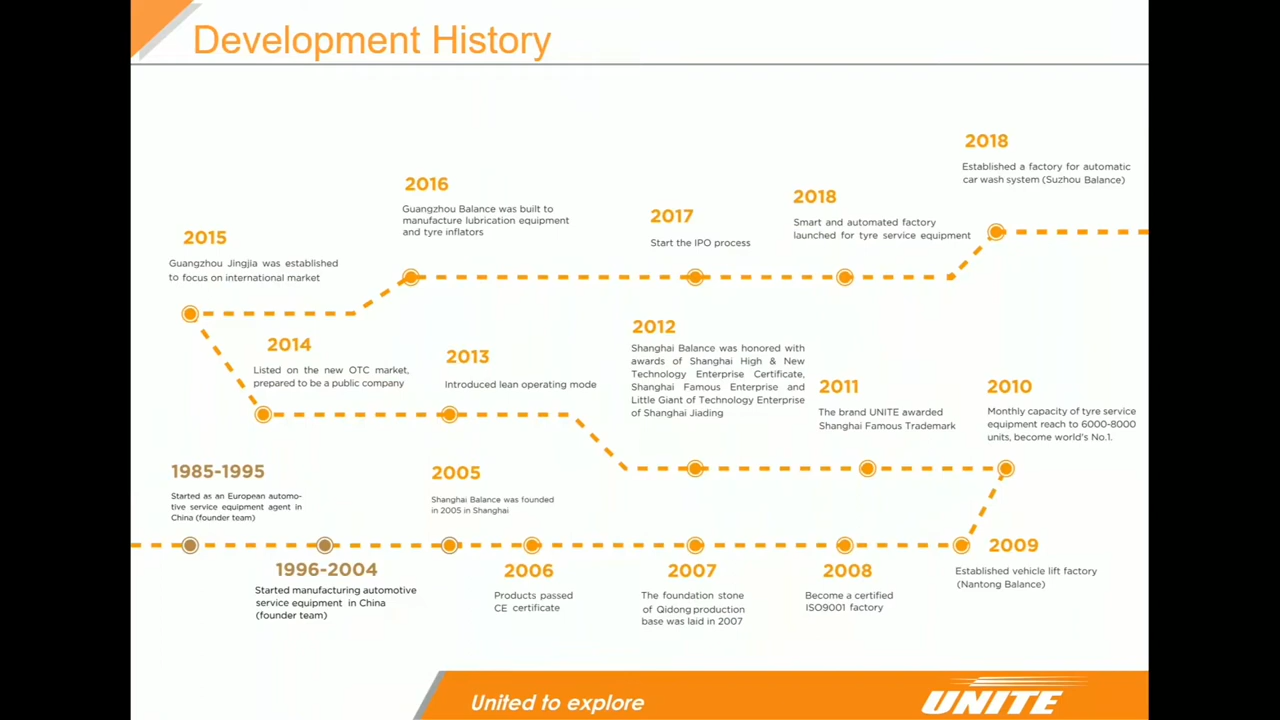 Development History
2018
Established a factory for automatic
car wash system (Suzhou Balance)
2016
Guangzhou Balance was built to
manufacture lubrication equipment
and tyre inflators
2018
Smart and automated factory
launched for tyre service equipment
2017
Start the IPO process
2015
Guangzhou Jingjia was established
to focus on international market
2012
Shanghai Balance was honored with
awards of Shanghai High & New
Technology Enterprise Certificate,
Shanghai Famous Enterprise and
Little Giant of Technology Enterprise
of Shanghai Jiading
2014
Listed on the new OTC market,
prepared to be a public company
2013
Introduced lean operating mode
2011
The brand UNITE awarded
Shanghai Famous Trademark
2010
Monthly capacity of tyre service
equipment reach to 6000-8000
units, become world's No.1.
1985-1995
Started as an European automo-
tive service equipment agent in
China (founder team)
2005
Shanghai Balance was founded
in 2005 in Shanghai
2009
Established vehicle lift factory
(Nantong Balance)
1996-2004
Started manufacturing automotive
service equipment in China
(founder team)
2006
Products passed
CE certificate
2007
The foundation stone
of Qidong production
base was laid in 2007
2008
Become a certified
ISO9001 factory
United to explore
UNITE